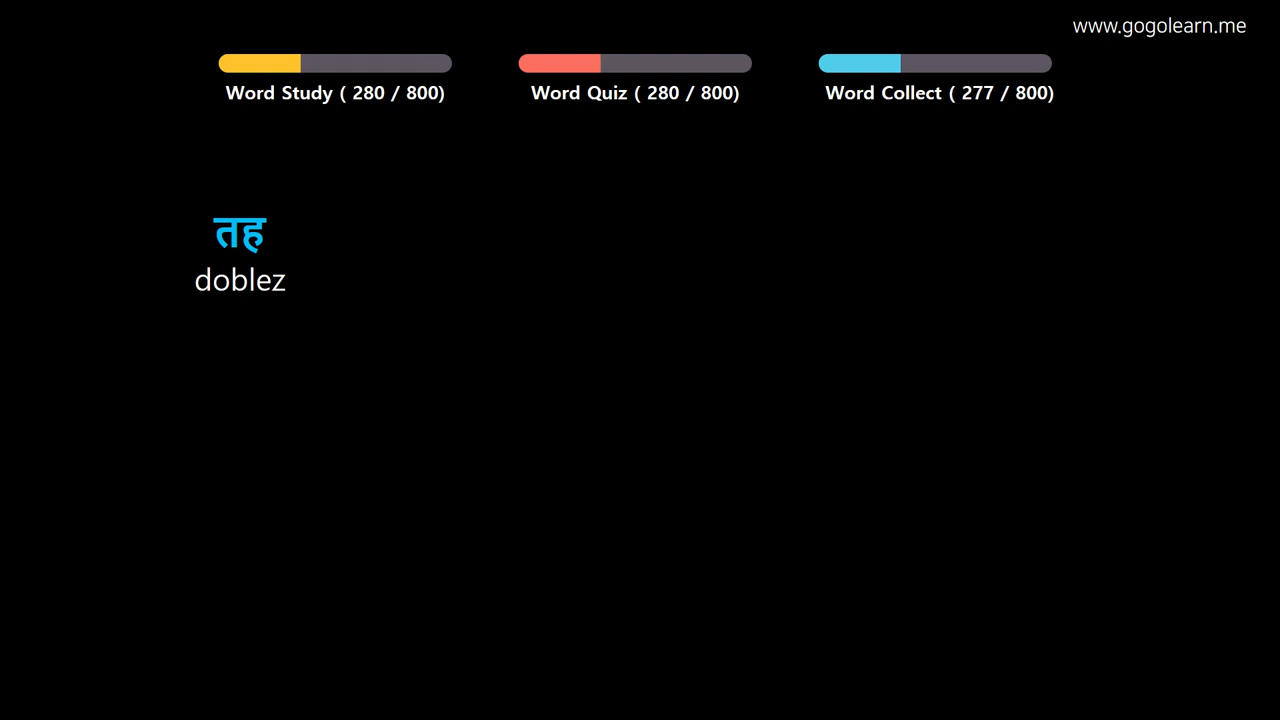 www.gogolearn.me
Word Study ( 280 / 800)
Word Quiz ( 280 / 800)
Word Collect ( 277 / 800)
तह
doblez